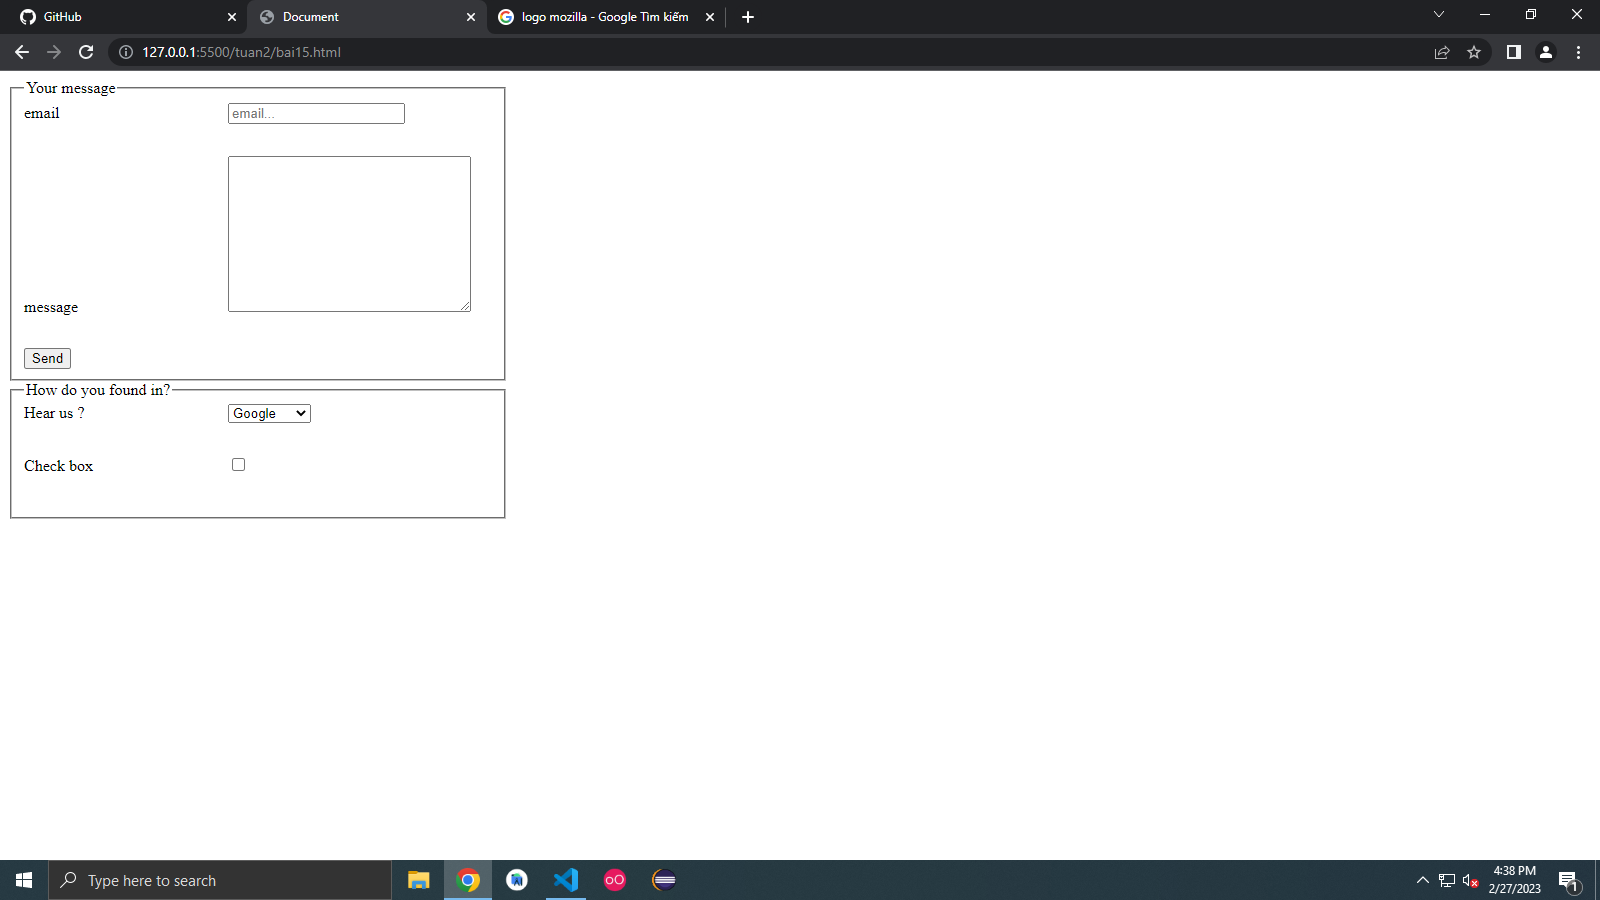 GitHub
Document
logo mozilla - Google Tìm kiếm
127.0.0.1:5500/tuan2/bai15.html
Your message
email
email...
message
Send
How do you found in?
Hear us ?
Google
Check box
Type here to search
AI
oO
4:38 PM
2/27/2023
1